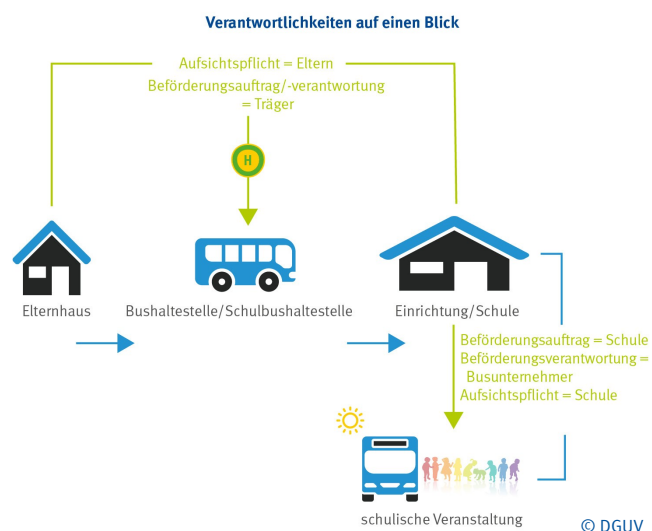 Verantwortlichkeiten auf einen Blick
Aufsichtspflicht = Eltern
Beförderungsauftrag/-verantwortung
= Träger
H
Elternhaus
Bushaltestelle/Schulbushaltestelle
Einrichtung/Schule
Beförderungsauftrag = Schule
Beförderungsverantwortung =
Busunternehmer
Aufsichtspflicht = Schule
schulische Veranstaltung
© DGUV